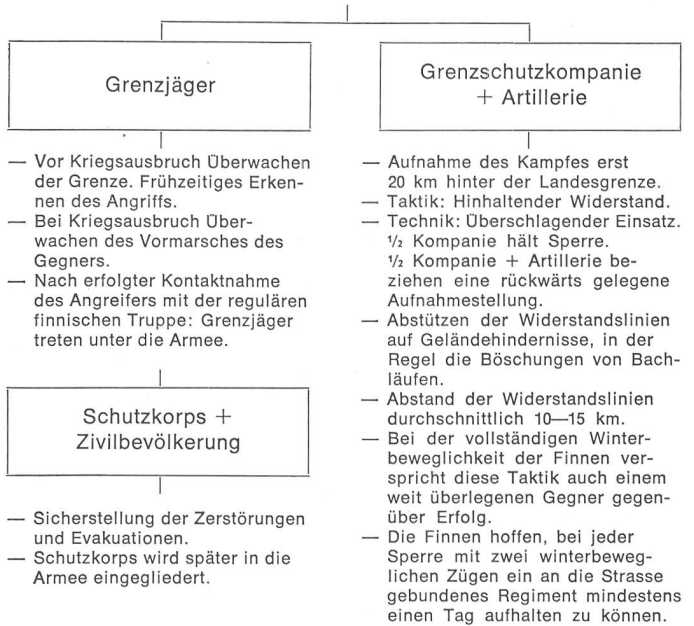 Grenzjäger
— Vor Kriegsausbruch Überwachen
der Grenze. Frühzeitiges Erken-
nen des Angriffs.
— Bei Kriegsausbruch Über-
wachen des Vormarsches des
Gegners.
— Nach erfolgter Kontaktnahme
des Angreifers mit der regulären
finnischen Truppe: Grenzjäger
treten unter die Armee.
Schutzkorps +
Zivilbevölkerung
— Sicherstellung der Zerstörungen
und Evakuationen.
— Schutzkorps wird später in die
Armee eingegliedert.
Grenzschutzkompanie
+ Artillerie
— Aufnahme des Kampfes erst
20 km hinter der Landesgrenze.
— Taktik: Hinhaltender Widerstand.
— Technik: Überschlagender Einsatz.
½ Kompanie hält Sperre.
½ Kompanie + Artillerie be-
ziehen eine rückwärts gelegene
Aufnahmestellung.
— Abstützen der Widerstandslinien
auf Geländehindernisse, in der
Regel die Böschungen von Bach-
läufen.
— Abstand der Widerstandslinien
durchschnittlich 10—15 km.
— Bei der vollständigen Winter-
beweglichkeit der Finnen ver-
spricht diese Taktik auch einem
weit überlegenen Gegner gegen-
über Erfolg.
— Die Finnen hoffen, bei jeder
Sperre mit zwei winterbeweg-
lichen Zügen ein an die Strasse
gebundenes Regiment mindestens
einen Tag aufhalten zu können.